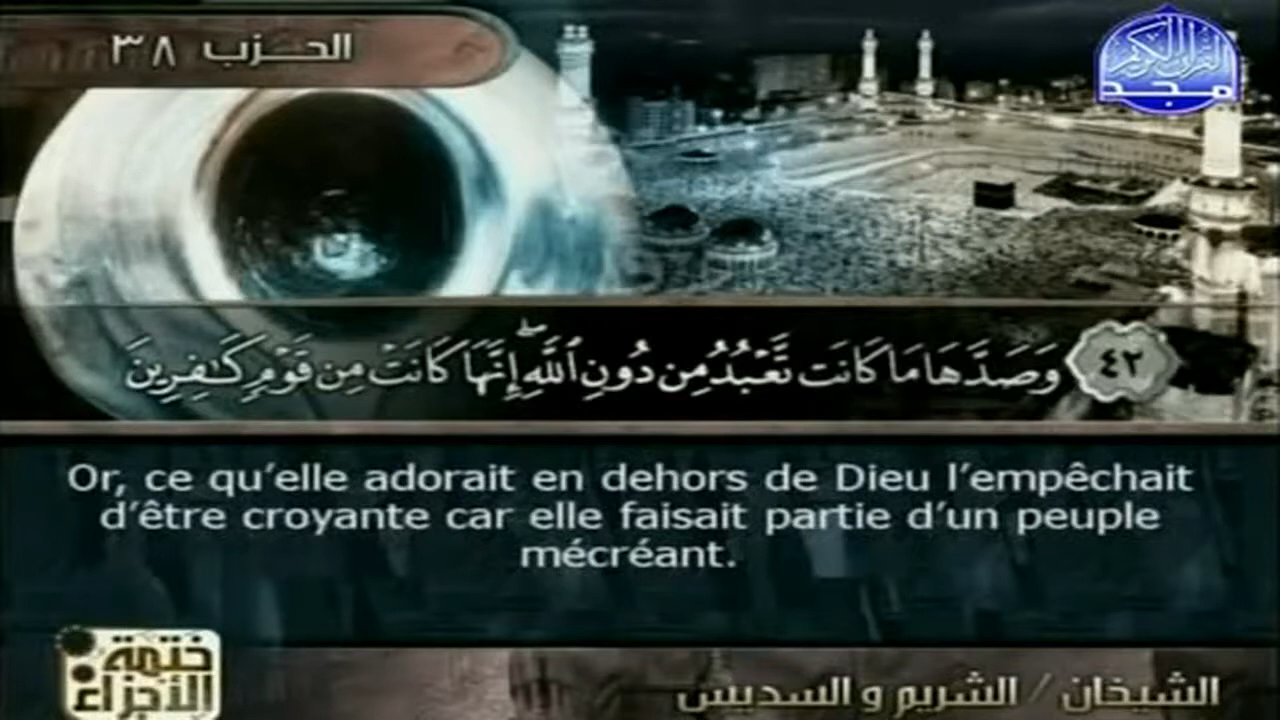 الحزب ٣٨
القرآن الكريم
مجد
٤٢ وَصَدَّهَا مَا كَانَت تَّعْبُدُ مِن دُونِ ٱللَّهِ ۖ إِنَّهَا كَانَتْ مِن قَوْمٍ كَـٰفِرِينَ
Or, ce qu’elle adorait en dehors de Dieu l’empêchait
d’être croyante car elle faisait partie d’un peuple
mécréant.
ختمة
الأجزاء
الشيخان / الشريم و السديس